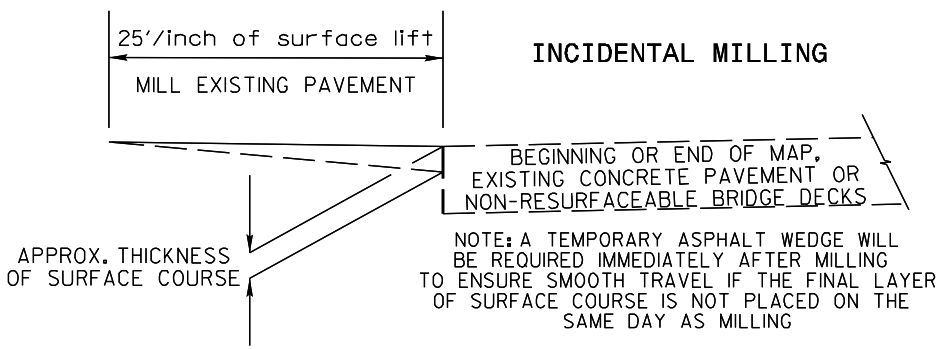 25'/inch of surface lift
MILL EXISTING PAVEMENT
INCIDENTAL MILLING
BEGINNING OR END OF MAP,
EXISTING CONCRETE PAVEMENT OR
NON-RESURFACEABLE BRIDGE DECKS
APPROX. THICKNESS
OF SURFACE COURSE
NOTE: A TEMPORARY ASPHALT WEDGE WILL
BE REQUIRED IMMEDIATELY AFTER MILLING
TO ENSURE SMOOTH TRAVEL IF THE FINAL LAYER
OF SURFACE COURSE IS NOT PLACED ON THE
SAME DAY AS MILLING